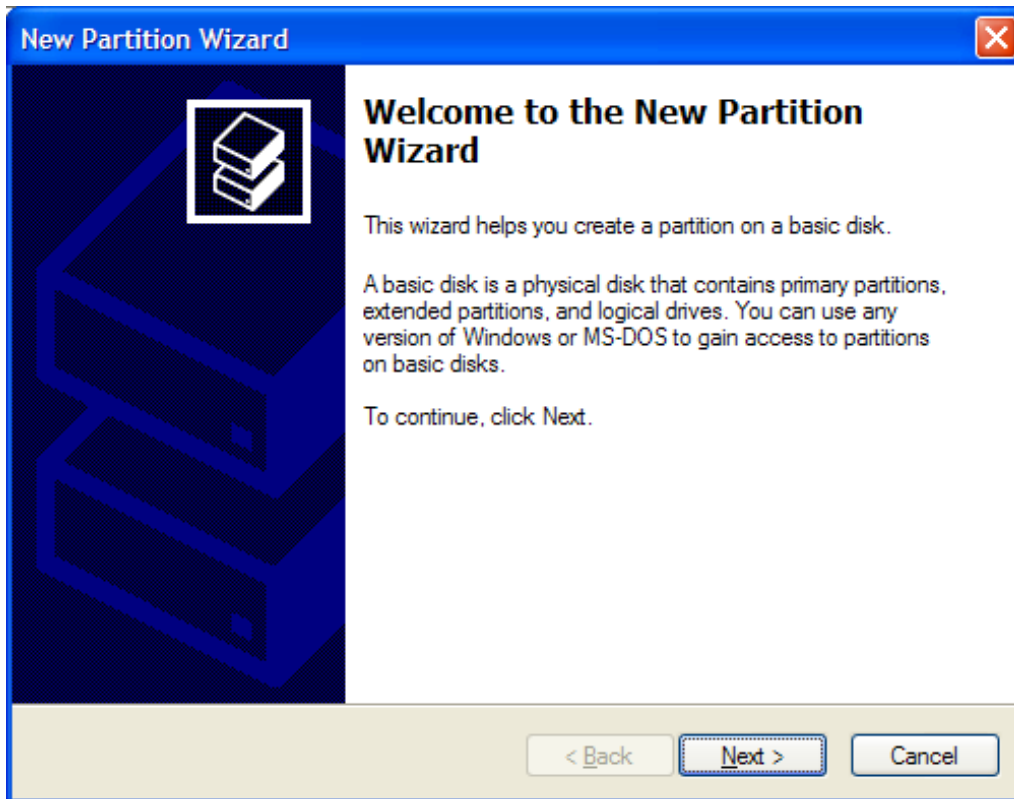 New Partition Wizard
Welcome to the New Partition
Wizard
This wizard helps you create a partition on a basic disk.
A basic disk is a physical disk that contains primary partitions,
extended partitions, and logical drives. You can use any
version of Windows or MS-DOS to gain access to partitions
on basic disks.
To continue, click Next.
< Back
Next >
Cancel